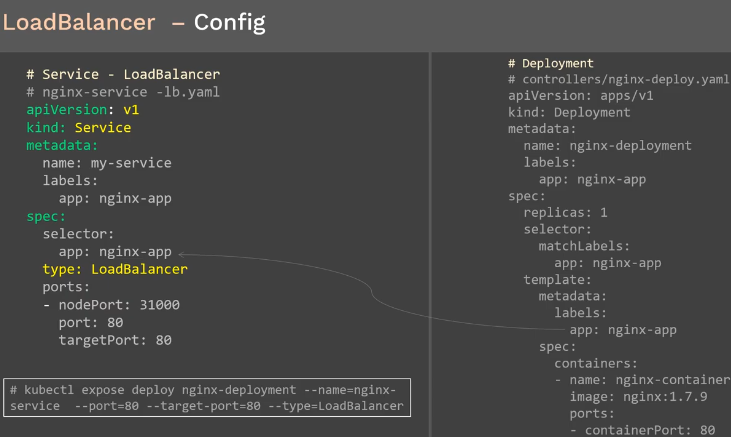 LoadBalancer – Config
# Service - LoadBalancer
# nginx-service -lb.yaml
apiVersion: v1
kind: Service
metadata:
  name: my-service
  labels:
    app: nginx-app
spec:
  selector:
    app: nginx-app
  type: LoadBalancer
  ports:
  - nodePort: 31000
    port: 80
    targetPort: 80
# kubectl expose deploy nginx-deployment --name=nginx-
service  --port=80 --target-port=80 --type=LoadBalancer
# Deployment
# controllers/nginx-deploy.yaml
apiVersion: apps/v1
kind: Deployment
metadata:
  name: nginx-deployment
  labels:
    app: nginx-app
spec:
  replicas: 1
  selector:
    matchLabels:
      app: nginx-app
  template:
    metadata:
      labels:
        app: nginx-app
    spec:
      containers:
      - name: nginx-container
        image: nginx:1.7.9
        ports:
        - containerPort: 80